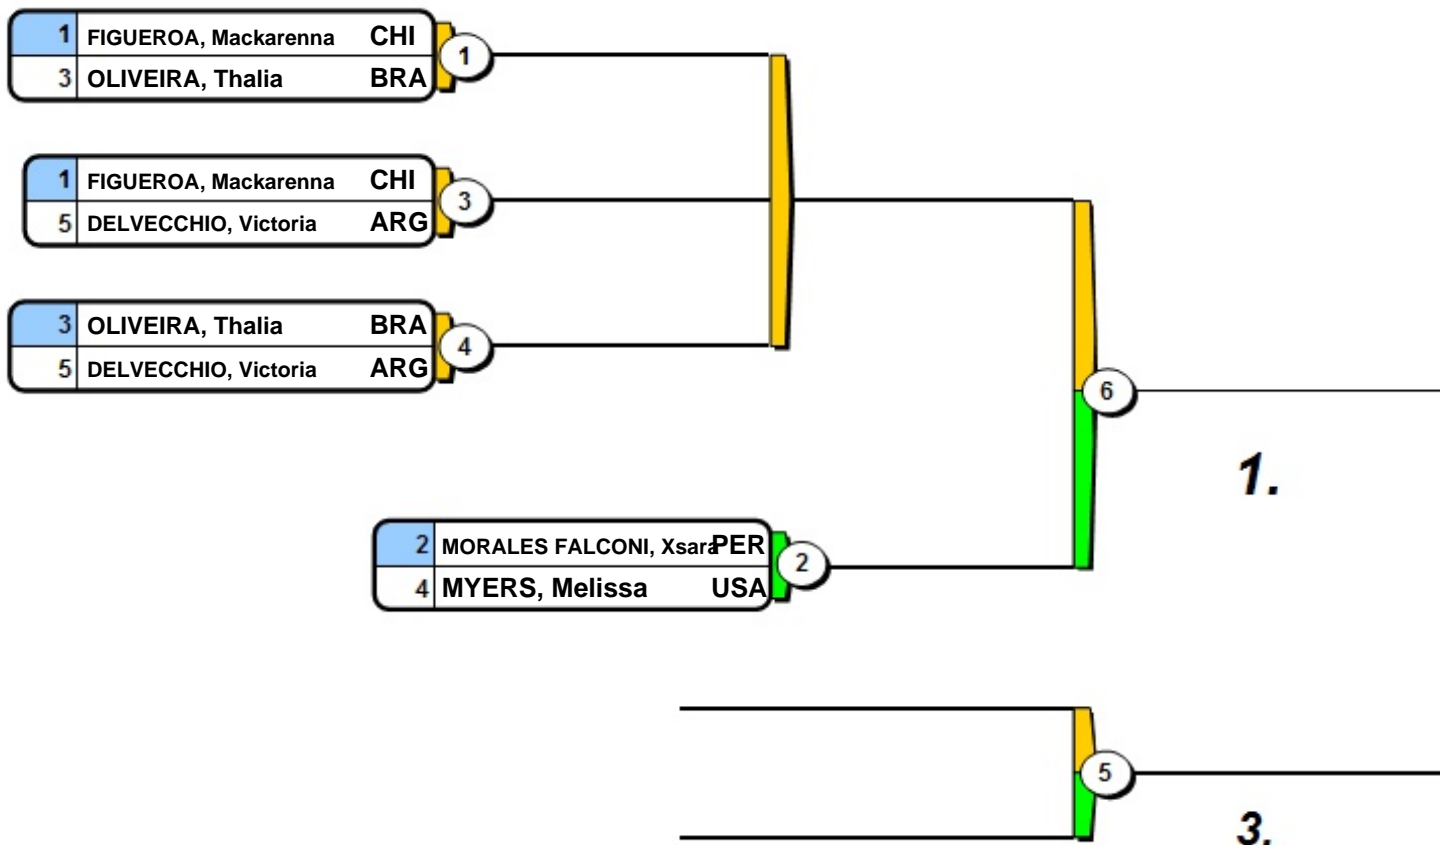 1 FIGUEROA, Mackarenna CHI
3 OLIVEIRA, Thalia BRA
1
1 FIGUEROA, Mackarenna CHI
5 DELVECCHIO, Victoria ARG
3
3 OLIVEIRA, Thalia BRA
5 DELVECCHIO, Victoria ARG
4
6
1.
2 MORALES FALCONI, Xsara PER
4 MYERS, Melissa USA
2
5
3.